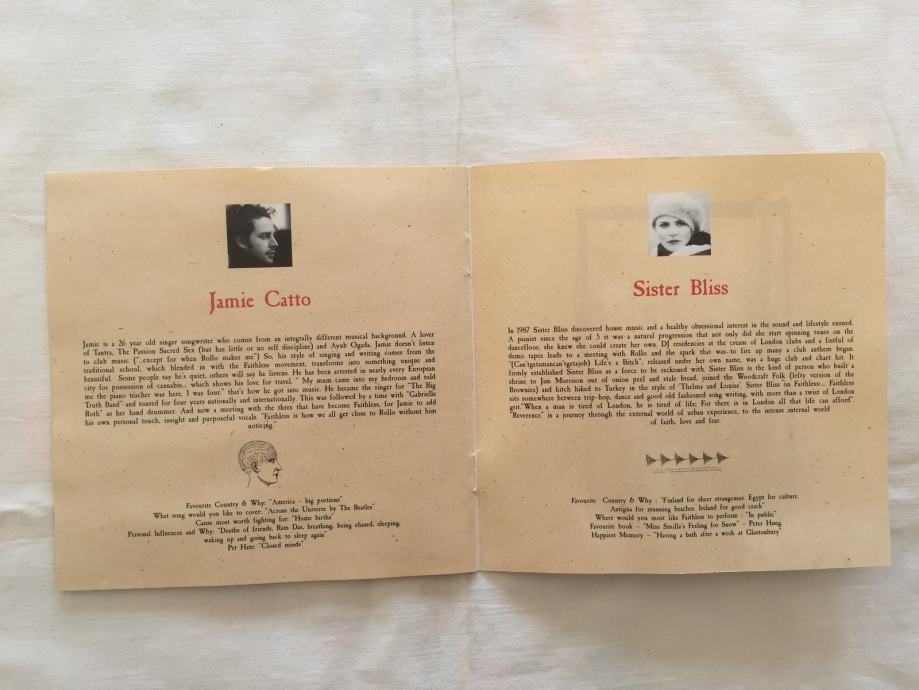 Jamie Catto
Jamie is a 26 year old singer songwriter who comes from an integrally different musical background. A lover
of Tantra, The Passion Sacred Sex (but has little or no self discipline) and Ayub Ogada, Jamie doesn't listen
to club music ("...except for when Rollo makes me") So, his style of singing and writing comes from the
traditional school, which blended in with the Faithless movement, transforms into something unique and
beautiful. Some people say he's quiet, others will say he listens. He has been arrested in nearly every European
city for possession of cannabis... which shows his love for travel. " My mum came into my bedroom and told
me the piano teacher was here, I was four." that's how he got into music. He became the singer for "The Big
Truth Band" and toured for four years nationally and internationally. This was followed by a time with "Gabrielle
Roth" as her hand drummer. And now a meeting with the three that have become Faithless, for Jamie to add
his own personal touch, insight and purposeful vocals. "Faithless is how we all get close to Rollo without him
noticing."
Favourite Country & Why: "America - big portions"
What song would you like to cover: "Across the Universe by The Beatles"
Cause most worth fighting for: "Home births"
Personal Influences and Why: "Deaths of friends, Ram Das, breathing, being chased, sleeping,
waking up and going back to sleep again"
Pet Hate: "Closed minds"
Sister Bliss
In 1987 Sister Bliss discovered house music and a healthy obsessional interest in the sound and lifestyle ensued.
A pianist since the age of 5 it was a natural progression that not only did she start spinning tunes on the
dancefloor, she knew she could create her own. DJ residencies at the cream of London clubs and a fistful of
demo tapes leads to a meeting with Rollo and the spark that was to fire up many a club anthem began.
"(Can'tgetamancan'tgetajob) Life's a Bitch", released under her own name, was a huge club and chart hit. It
firmly established Sister Bliss as a force to be reckoned with. Sister Bliss is the kind of person who built a
shrine to Jim Morrison out of onion peel and stale bread, joined the Woodcraft Folk (lefty version of the
Brownies) and hitch hiked to Turkey in the style of "Thelma and Louise". Sister Bliss on Faithless... Faithless
sits somewhere between trip-hop, dance and good old fashioned song writing, with more than a twist of London
grit."When a man is tired of London, he is tired of life; For there is in London all that life can afford".
"Reverence" is a journey through the external world of urban experience, to the intense internal world
of faith, love and fear.
Favourite Country & Why : "Finland for sheer strangeness. Egypt for culture.
Antigua for stunning beaches. Ireland for good crack"
Where would you most like Faithless to perform : "In public"
Favourite book - "Miss Smilla's Feeling for Snow" - Peter Høeg
Happiest Memory - "Having a bath after a week at Glastonbury"